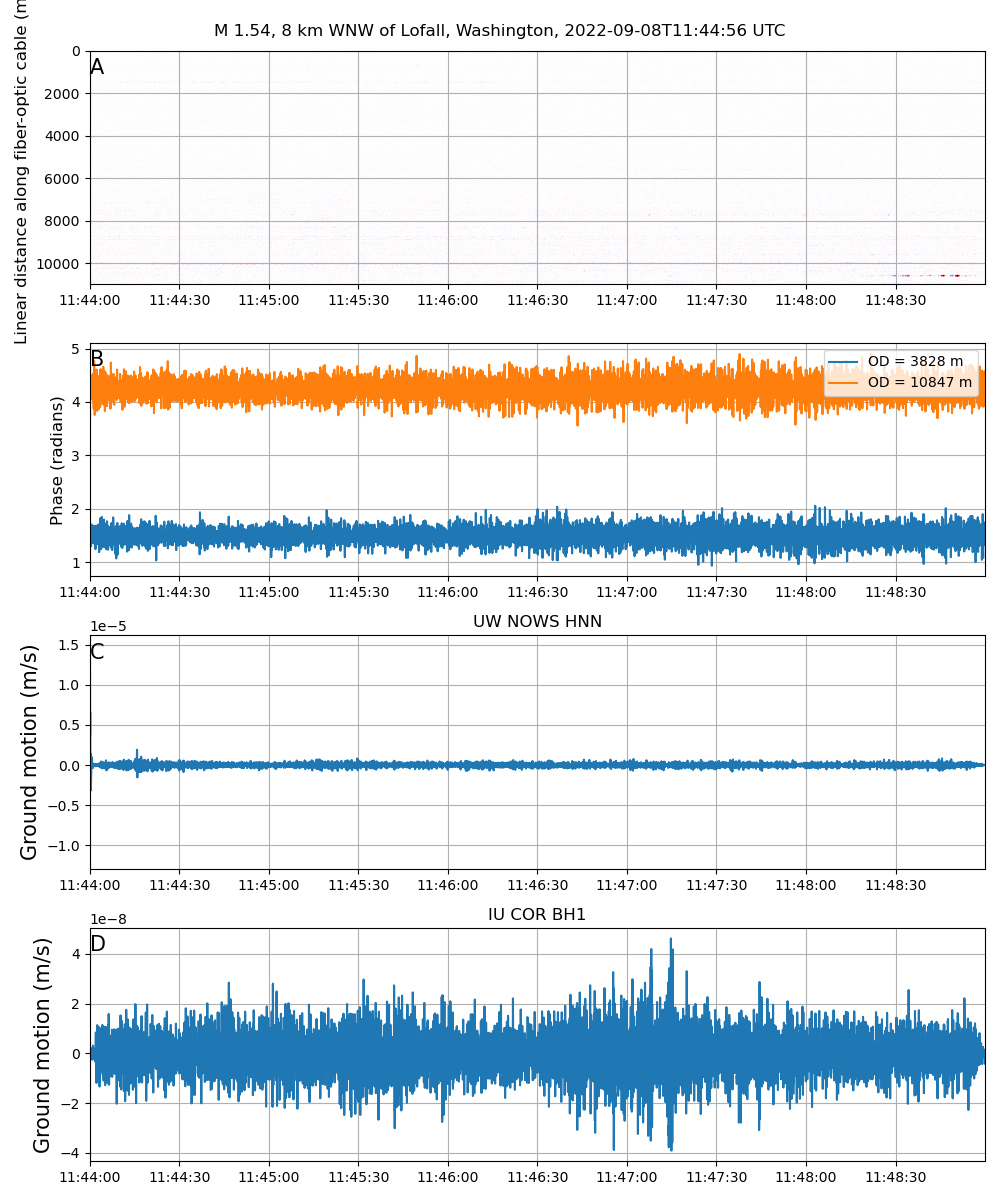 M 1.54, 8 km WNW of Lofall, Washington, 2022-09-08T11:44:56 UTC
Linear distance along fiber-optic cable (m
A
0
2000
4000
6000
8000
10000
11:44:00 11:44:30 11:45:00 11:45:30 11:46:00 11:46:30 11:47:00 11:47:30 11:48:00 11:48:30
Phase (radians)
B
5
4
3
2
1
OD = 3828 m
OD = 10847 m
11:44:00 11:44:30 11:45:00 11:45:30 11:46:00 11:46:30 11:47:00 11:47:30 11:48:00 11:48:30
UW NOWS HNN
1e−5
Ground motion (m/s)
C
1.5
1.0
0.5
0.0
−0.5
−1.0
11:44:00 11:44:30 11:45:00 11:45:30 11:46:00 11:46:30 11:47:00 11:47:30 11:48:00 11:48:30
IU COR BH1
1e−8
Ground motion (m/s)
D
4
2
0
−2
−4
11:44:00 11:44:30 11:45:00 11:45:30 11:46:00 11:46:30 11:47:00 11:47:30 11:48:00 11:48:30